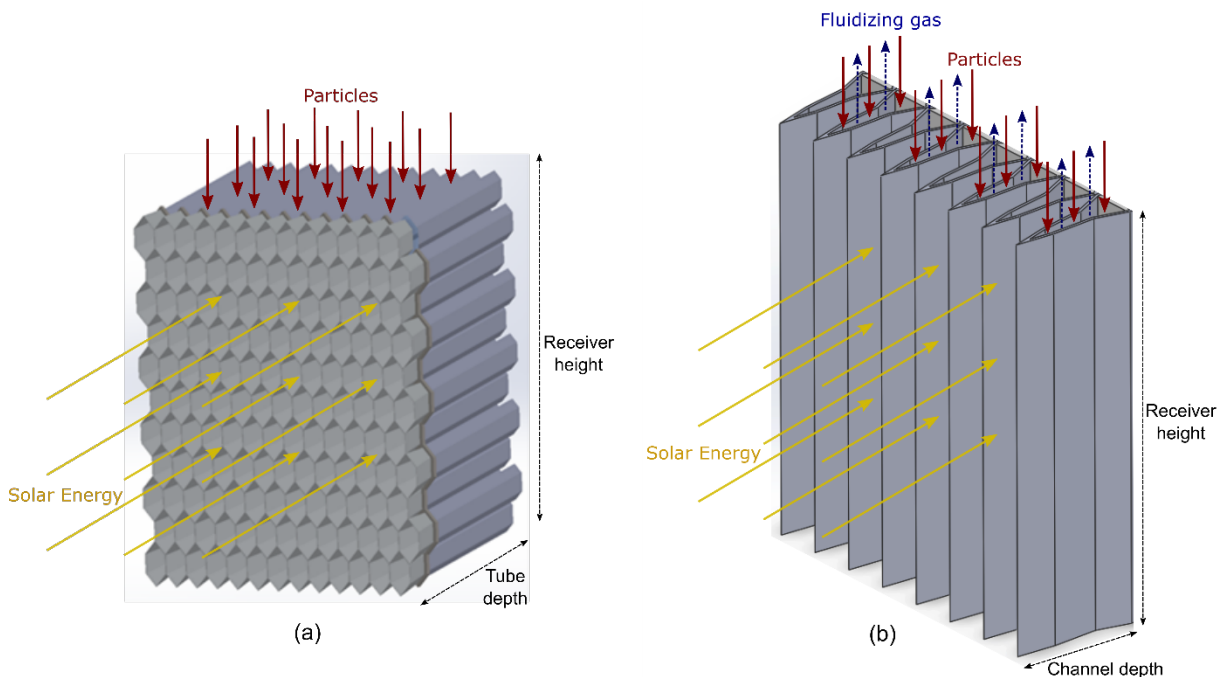 Particles
Solar Energy
Receiver
height
Tube
depth
(a)
Fluidizing gas
Particles
Solar Energy
Receiver
height
Channel depth
(b)